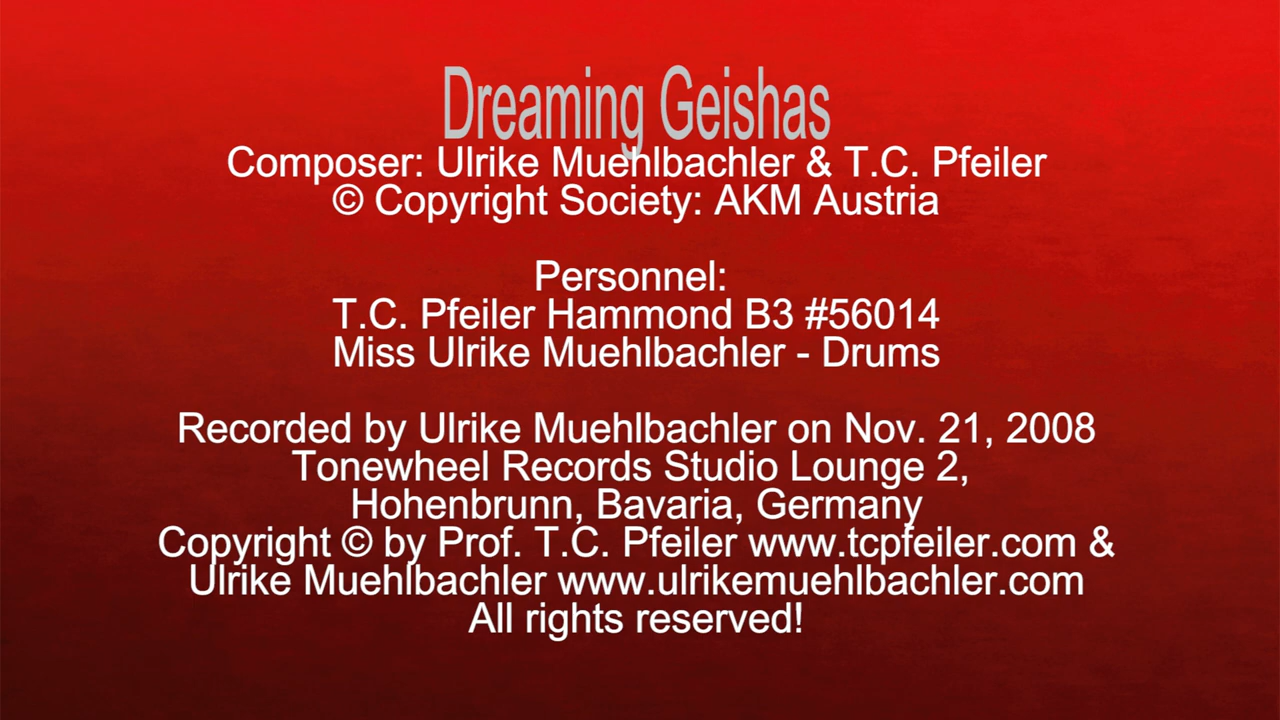 Dreaming Geishas
Composer: Ulrike Muehlbachler & T.C. Pfeiler
© Copyright Society: AKM Austria
Personnel:
T.C. Pfeiler Hammond B3 #56014
Miss Ulrike Muehlbachler - Drums
Recorded by Ulrike Muehlbachler on Nov. 21, 2008
Tonewheel Records Studio Lounge 2,
Hohenbrunn, Bavaria, Germany
Copyright © by Prof. T.C. Pfeiler www.tcpfeiler.com &
Ulrike Muehlbachler www.ulrikemuehlbachler.com
All rights reserved!